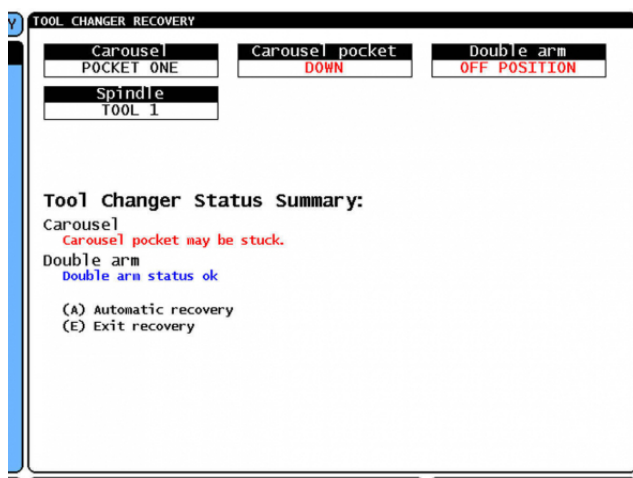 Y
TOOL CHANGER RECOVERY
Carousel
POCKET ONE
Carousel pocket
DOWN
Double arm
OFF POSITION
Spindle
TOOL 1
Tool Changer Status Summary:
Carousel
Carousel pocket may be stuck.
Double arm
Double arm status ok
(A) Automatic recovery
(E) Exit recovery